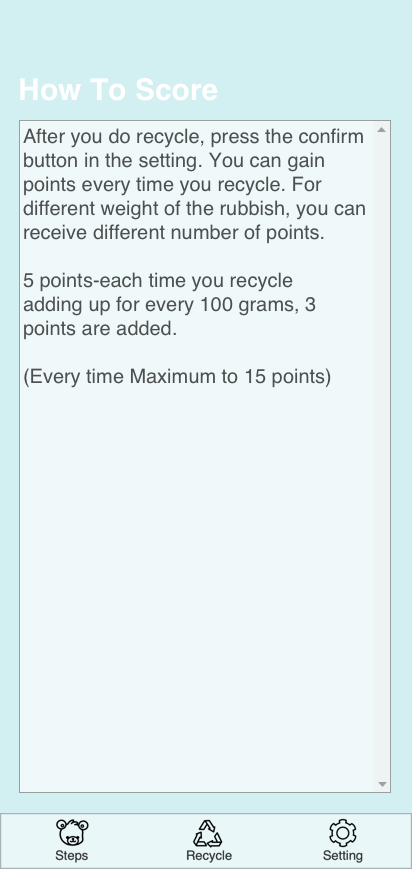 How To Score
After you do recycle, press the confirm
button in the setting. You can gain
points every time you recycle. For
different weight of the rubbish, you can
receive different number of points.
5 points-each time you recycle
adding up for every 100 grams, 3
points are added.
(Every time Maximum to 15 points)
Steps
Recycle
Setting